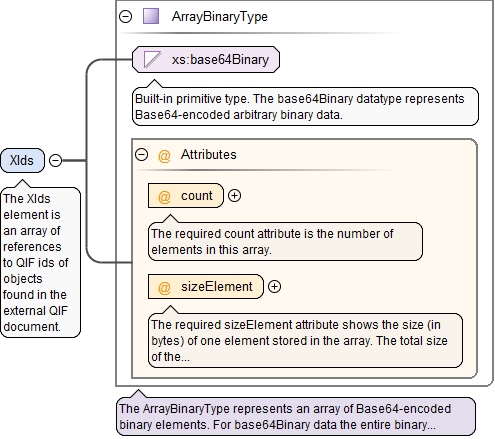 ArrayBinaryType
xs:base64Binary
Built-in primitive type. The base64Binary datatype represents
Base64-encoded arbitrary binary data.
@ Attributes
@ count
The required count attribute is the number of
elements in this array.
@ sizeElement
The required sizeElement attribute shows the size (in
bytes) of one element stored in the array. The total size
of the...
XIds
The XIds
element is
an array of
references
to QIF ids of
objects
found in the
external QIF
document.
The ArrayBinaryType represents an array of Base64-encoded
binary elements. For base64Binary data the entire binary...